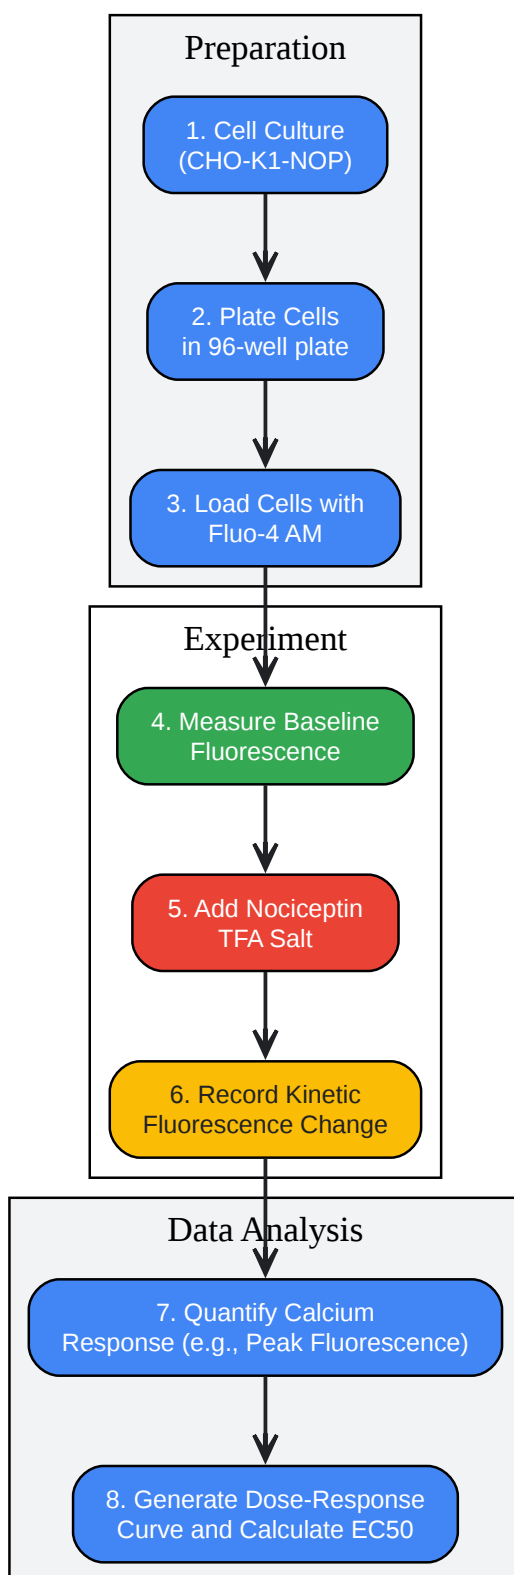 Preparation
1. Cell Culture
(CHO-K1-NOP)
2. Plate Cells
in 96-well plate
3. Load Cells with
Fluo-4 AM
Experiment
4. Measure Baseline
Fluorescence
5. Add Nociceptin
TFA Salt
6. Record Kinetic
Fluorescence Change
Data Analysis
7. Quantify Calcium
Response (e.g., Peak Fluorescence)
8. Generate Dose-Response
Curve and Calculate EC50